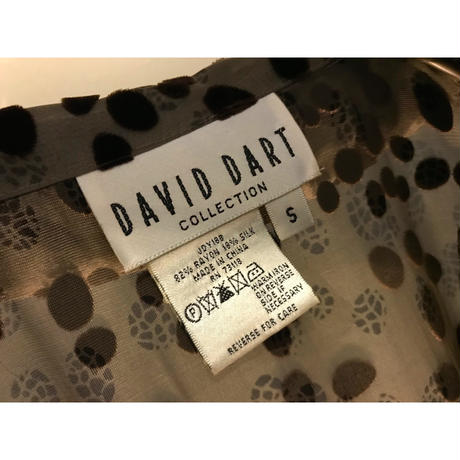 DAVID DART
COLLECTION
S
JDY188
82% RAYON 18% SILK
MADE IN CHINA
RN 73118
F
WARM IRON
ON REVERSE
SIDE IF
NECESSARY
REVERSE FOR CARE